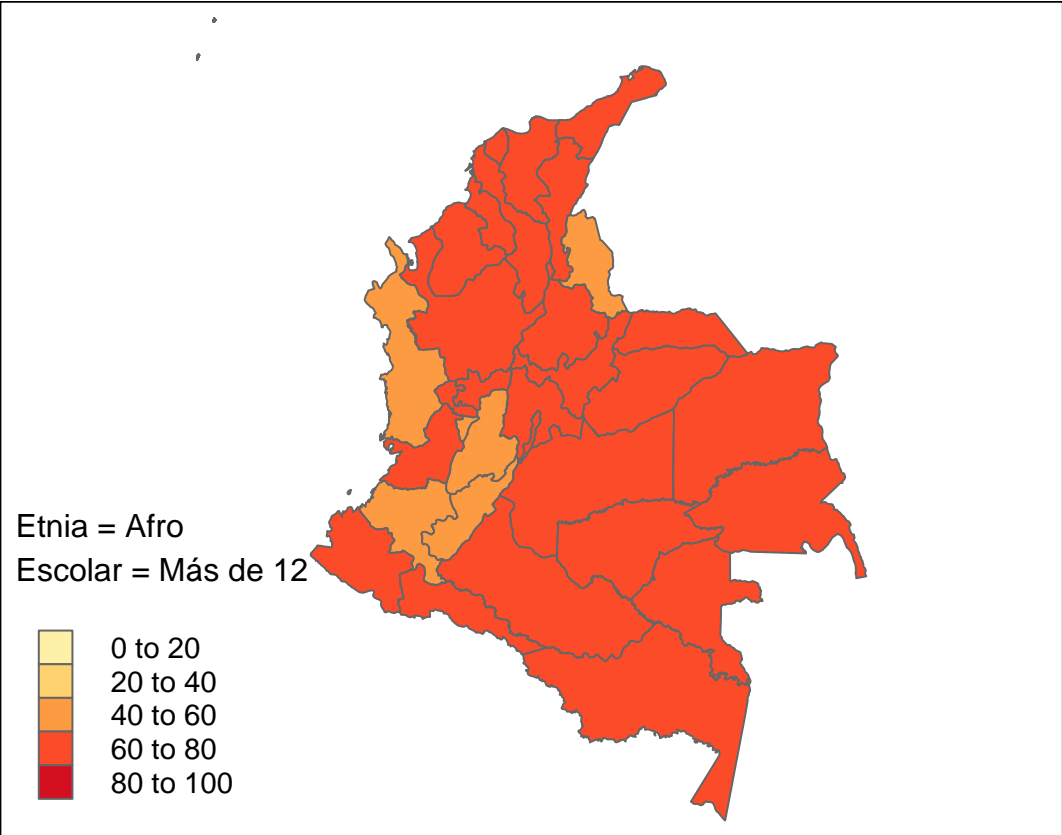 Etnia = Afro
Escolar = Más de 12
0 to 20
20 to 40
40 to 60
60 to 80
80 to 100